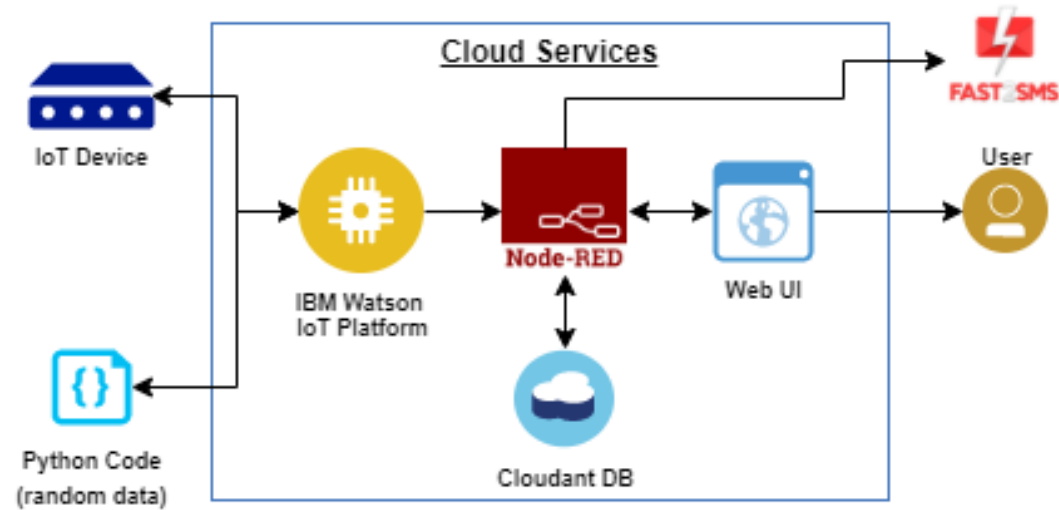 Cloud Services
FAST2SMS
IoT Device
User
Node-RED
Web UI
IBM Watson
IoT Platform
Python Code
(random data)
Cloudant DB